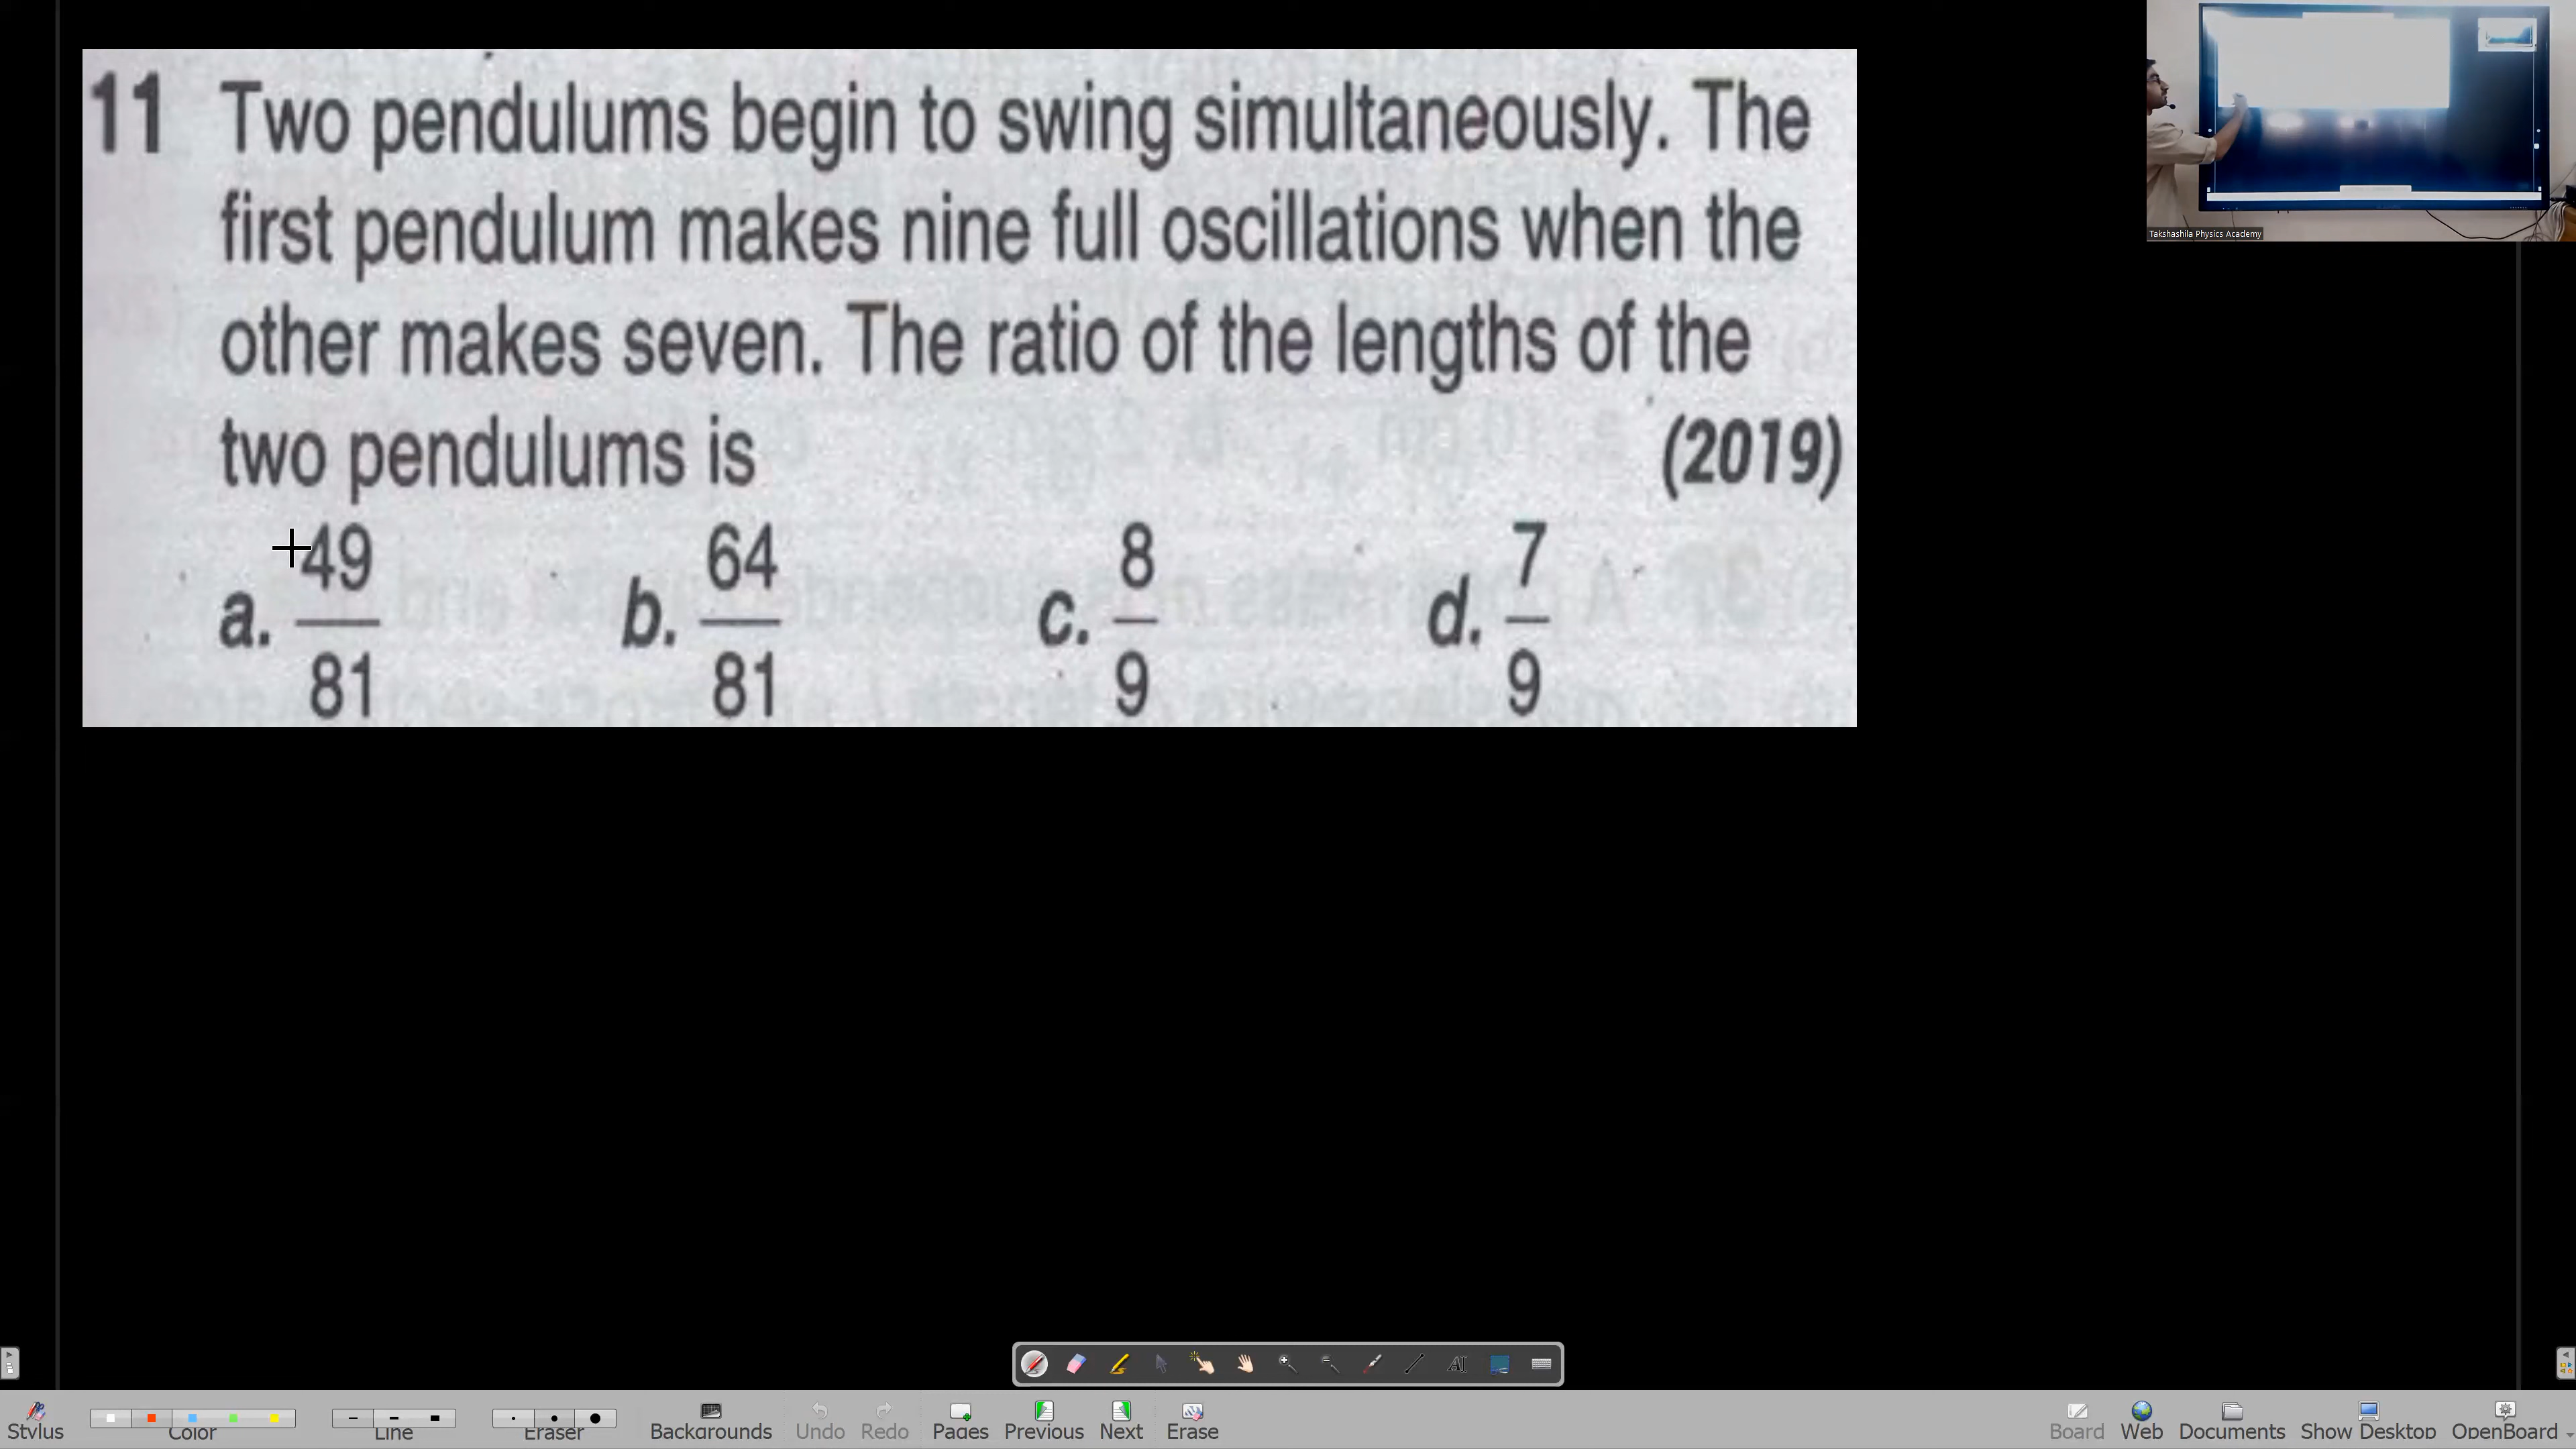 11 Two pendulums begin to swing simultaneously. The
first pendulum makes nine full oscillations when the
other makes seven. The ratio of the lengths of the
two pendulums is (2019)
a. 49/81 b. 64/81 c. 8/9 d. 7/9
Takshashila Physics Academy
Stylus Color Line Eraser Backgrounds Undo Redo Pages Previous Next Erase Board Web Documents Show Desktop OpenBoard